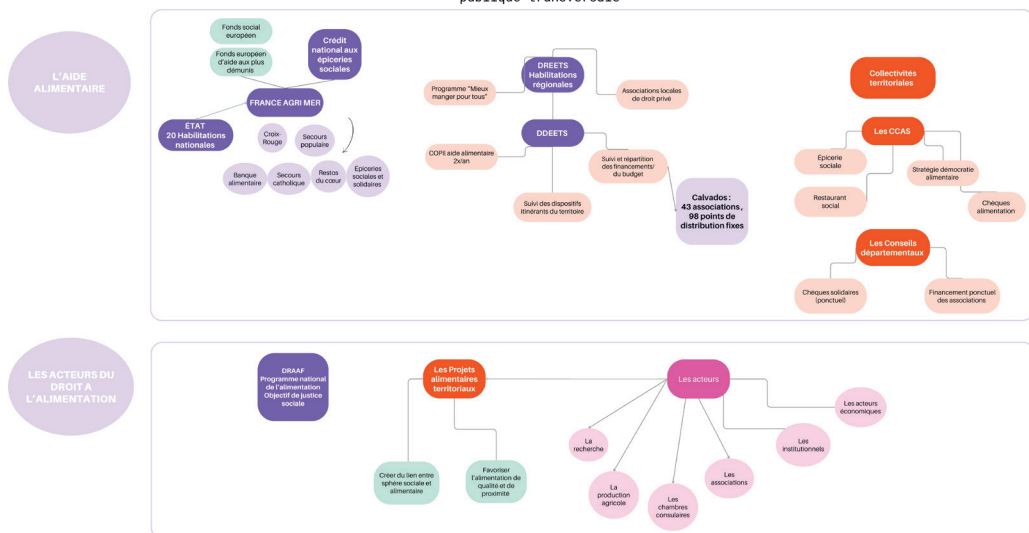 publique transversale
L'AIDE
ALIMENTAIRE
Fonds social
européen
Fonds européen
d'aide aux plus
démunis
Crédit
national aux
épiceries
sociales
FRANCE AGRI MER
ÉTAT
20 Habilitations
nationales
Croix-
Rouge
Secours
populaire
Banque
alimentaire
Secours
catholique
Restos
du cœur
Epiceries
sociales et
solidaires
DREETS
Habilitations
régionales
Programme "Mieux
manger pour tous"
Associations locales
de droit privé
DDEETS
COPil aide alimentaire
2x/an
Suivi et répartition
des financements/
du budget
Suivi des dispositifs
itinérants du territoire
Calvados :
43 associations,
98 points de
distribution fixes
Collectivités
territoriales
Les CCAS
Épicerie
sociale
Stratégie démocratie
alimentaire
Restaurant
social
Chèques
alimentation
Les Conseils
départementaux
Chèques solidaires
(ponctuel)
Financement ponctuel
des associations
LES ACTEURS DU
DROIT A
L'ALIMENTATION
DRAAF
Programme national
de l'alimentation
Objectif de justice
sociale
Les Projets
alimentaires
territoriaux
Créer du lien entre
sphère sociale et
alimentaire
Favoriser
l'alimentation de
qualité et de
proximité
Les acteurs
La
recherche
La
production
agricole
Les
chambres
consulaires
Les
associations
Les
institutionnels
Les acteurs
économiques